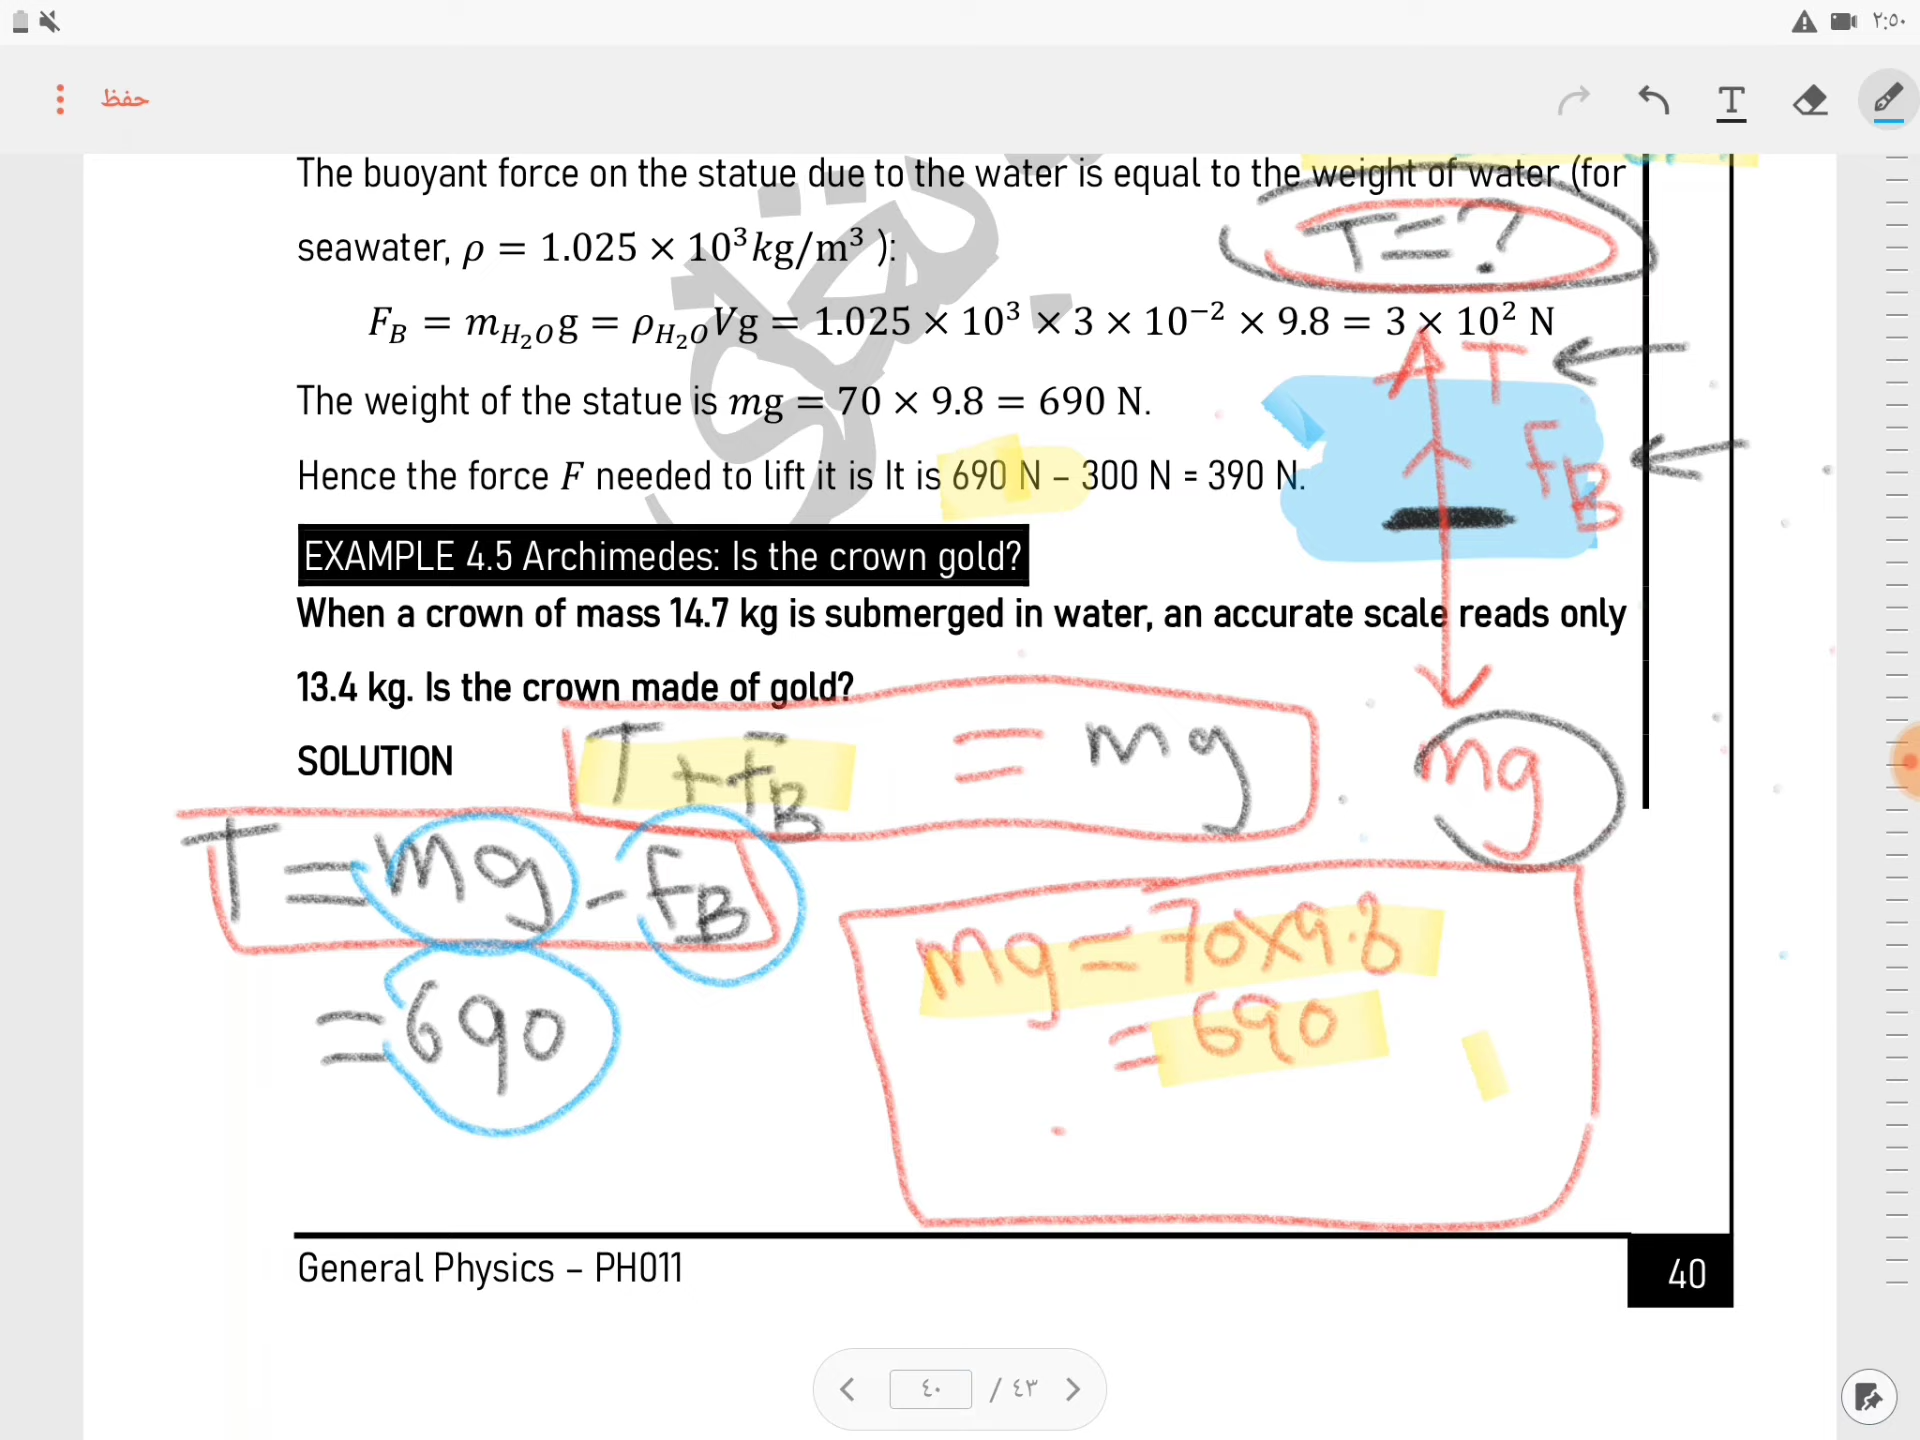 ٢:٥٠
حفظ
T
The buoyant force on the statue due to the water is equal to the weight of water (for
T=?
seawater, ρ = 1.025 × 10³kg/m³ ):
F_B = m_{H₂O}g = ρ_{H₂O}Vg = 1.025 × 10³ × 3 × 10⁻² × 9.8 = 3 × 10² N
T
The weight of the statue is mg = 70 × 9.8 = 690 N.
F_B
Hence the force F needed to lift it is It is 690 N – 300 N = 390 N.
EXAMPLE 4.5 Archimedes: Is the crown gold?
When a crown of mass 14.7 kg is submerged in water, an accurate scale reads only
13.4 kg. Is the crown made of gold?
SOLUTION
T + F_B = mg
mg
T = mg - F_B
mg = 70×9.8
= 690
= 690
General Physics – PH011
40
٤٠ / ٤٣